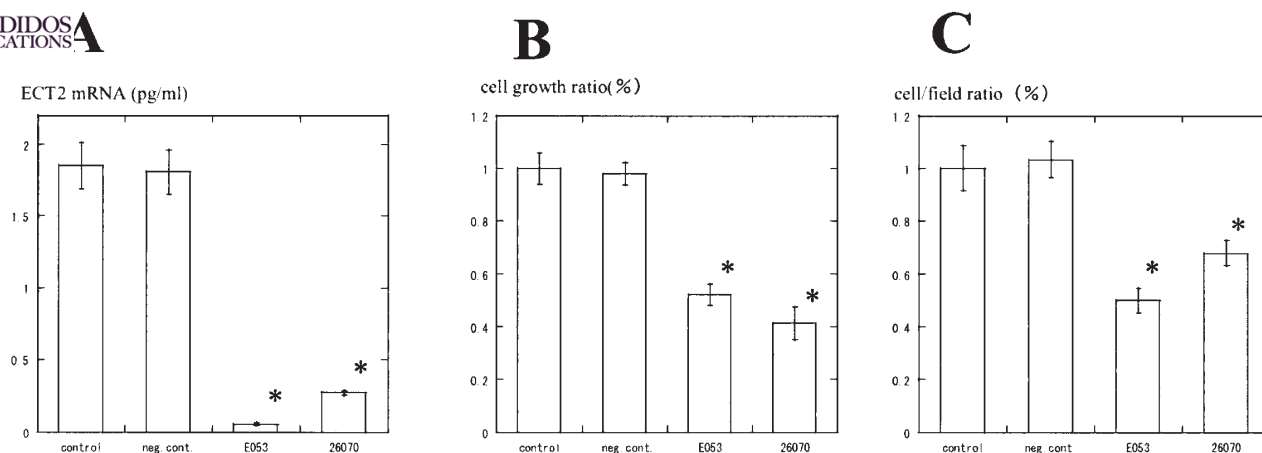 DIDOS
CATIONS
A
B
C
ECT2 mRNA (pg/ml)
2
1 5
1
0 5
0
control neg. cont. E053 26070
* *
cell growth ratio(%)
1.2
1
0.8
0.6
0.4
0.2
0
control neg. cont. E053 26070
* *
cell/field ratio (%)
1.2
1
0.8
0.6
0.4
0.2
0
control neg. cont. E053 26070
* *